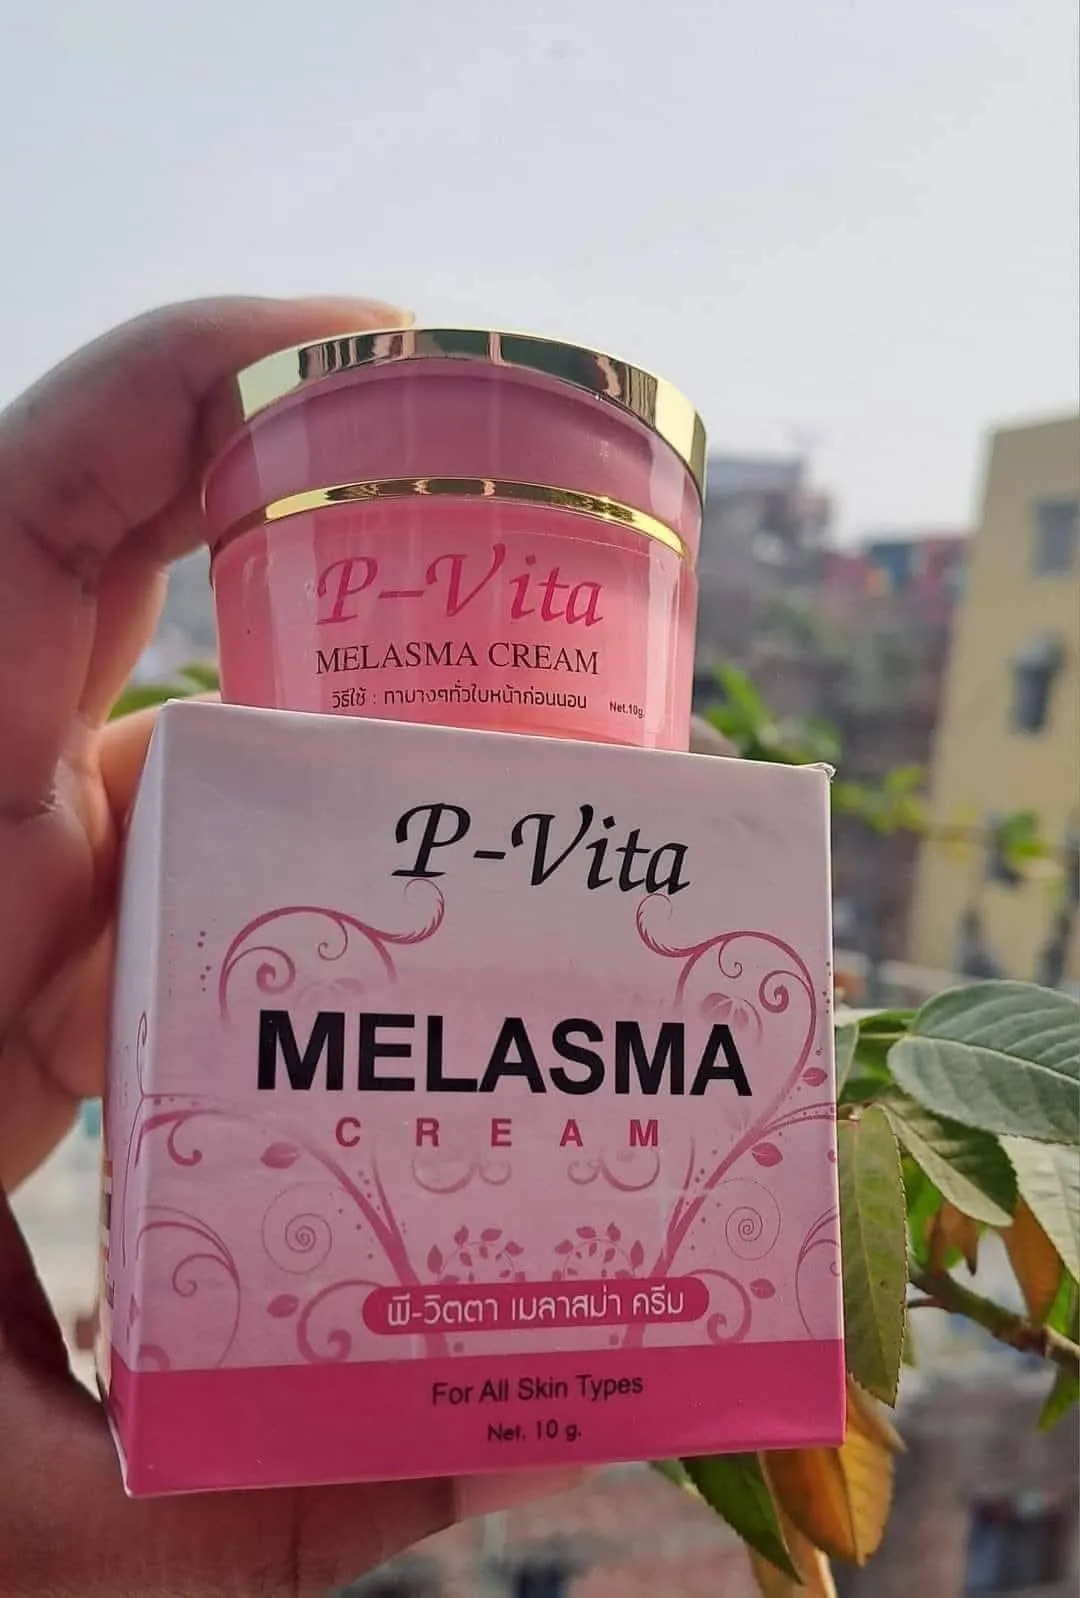 P-Vita
MELASMA CREAM
วิธีใช้ : ทาบางๆทั่วใบหน้าก่อนนอน Net.10g.
P-Vita
MELASMA
CREAM
พี-วิตตา เมลาสม่า ครีม
For All Skin Types
Net. 10 g.